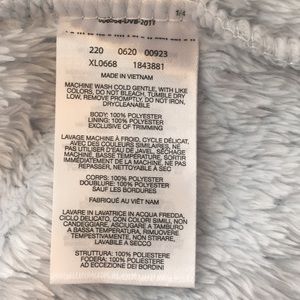 220 0620 00923
XL0668 1843881
MADE IN VIETNAM
MACHINE WASH COLD GENTLE, WITH LIKE
COLORS, DO NOT BLEACH, TUMBLE DRY
LOW, REMOVE PROMPTLY, DO NOT IRON,
DRYCLEANABLE
BODY: 100% POLYESTER
LINING: 100% POLYESTER
EXCLUSIVE OF TRIMMING
LAVAGE MACHINE À FROID, CYCLE DÉLICAT,
AVEC DES COULEURS SIMILAIRES, NE
PAS UTILISER D'EAU DE JAVEL, SÉCHAGE
MACHINE, BASSE TEMPÉRATURE, SORTIR
IMMÉDIATEMENT DE LA MACHINE, NE PAS
REPASSER, NETTOYABLE A SEC
CORPS: 100% POLYESTER
DOUBLURE: 100% POLYESTER
SAUF LES BORDURES
FABRIQUÉ AU VIÊT NAM
LAVARE IN LAVATRICE IN ACQUA FREDDA,
CICLO DELICATO, CON COLORI SIMILI, NON
CANDEGGIARE, ASCIUGARE A TAMBURO
A BASSA TEMPERATURA, RIMUOVERE
TEMPESTIVAMENTE, NON STIRARE,
LAVABILE A SECCO
STRUTTURA: 100% POLIESTERE
FODERA: 100% POLIESTERE
AD ECCEZIONE DEI BORDINI